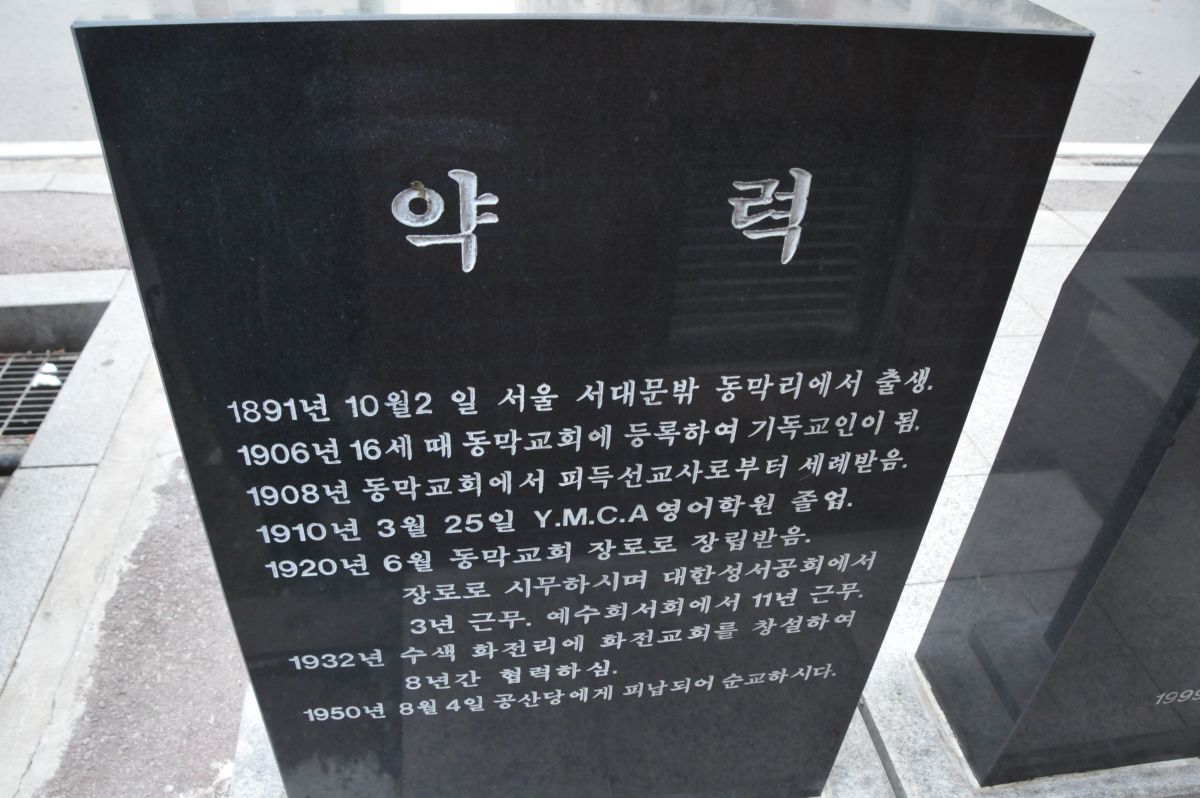 약 력
1891년 10월2 일 서울 서대문밖 동막리에서 출생.
1906년 16세 때 동막교회에 등록하여 기독교인이 됨.
1908년 동막교회에서 피득선교사로부터 세례받음.
1910년 3월 25일 Y.M.C.A영어학원 졸업.
1920년 6월 동막교회 장로로 장립받음.
장로로 시무하시며 대한성서공회에서
3년 근무. 예수회서회에서 11년 근무.
1932년 수색 화전리에 화전교회를 창설하여
8년간 협력하심.
1950년 8월 4일 공산당에게 피납되어 순교하시다.
1999